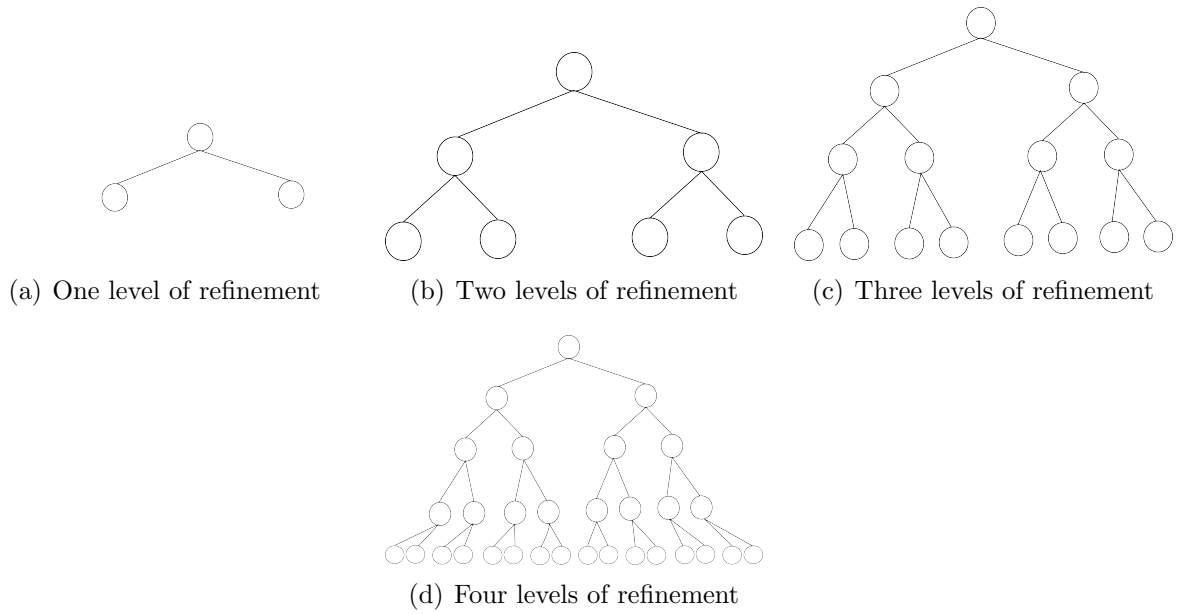 (a) One level of refinement
(b) Two levels of refinement
(c) Three levels of refinement
(d) Four levels of refinement